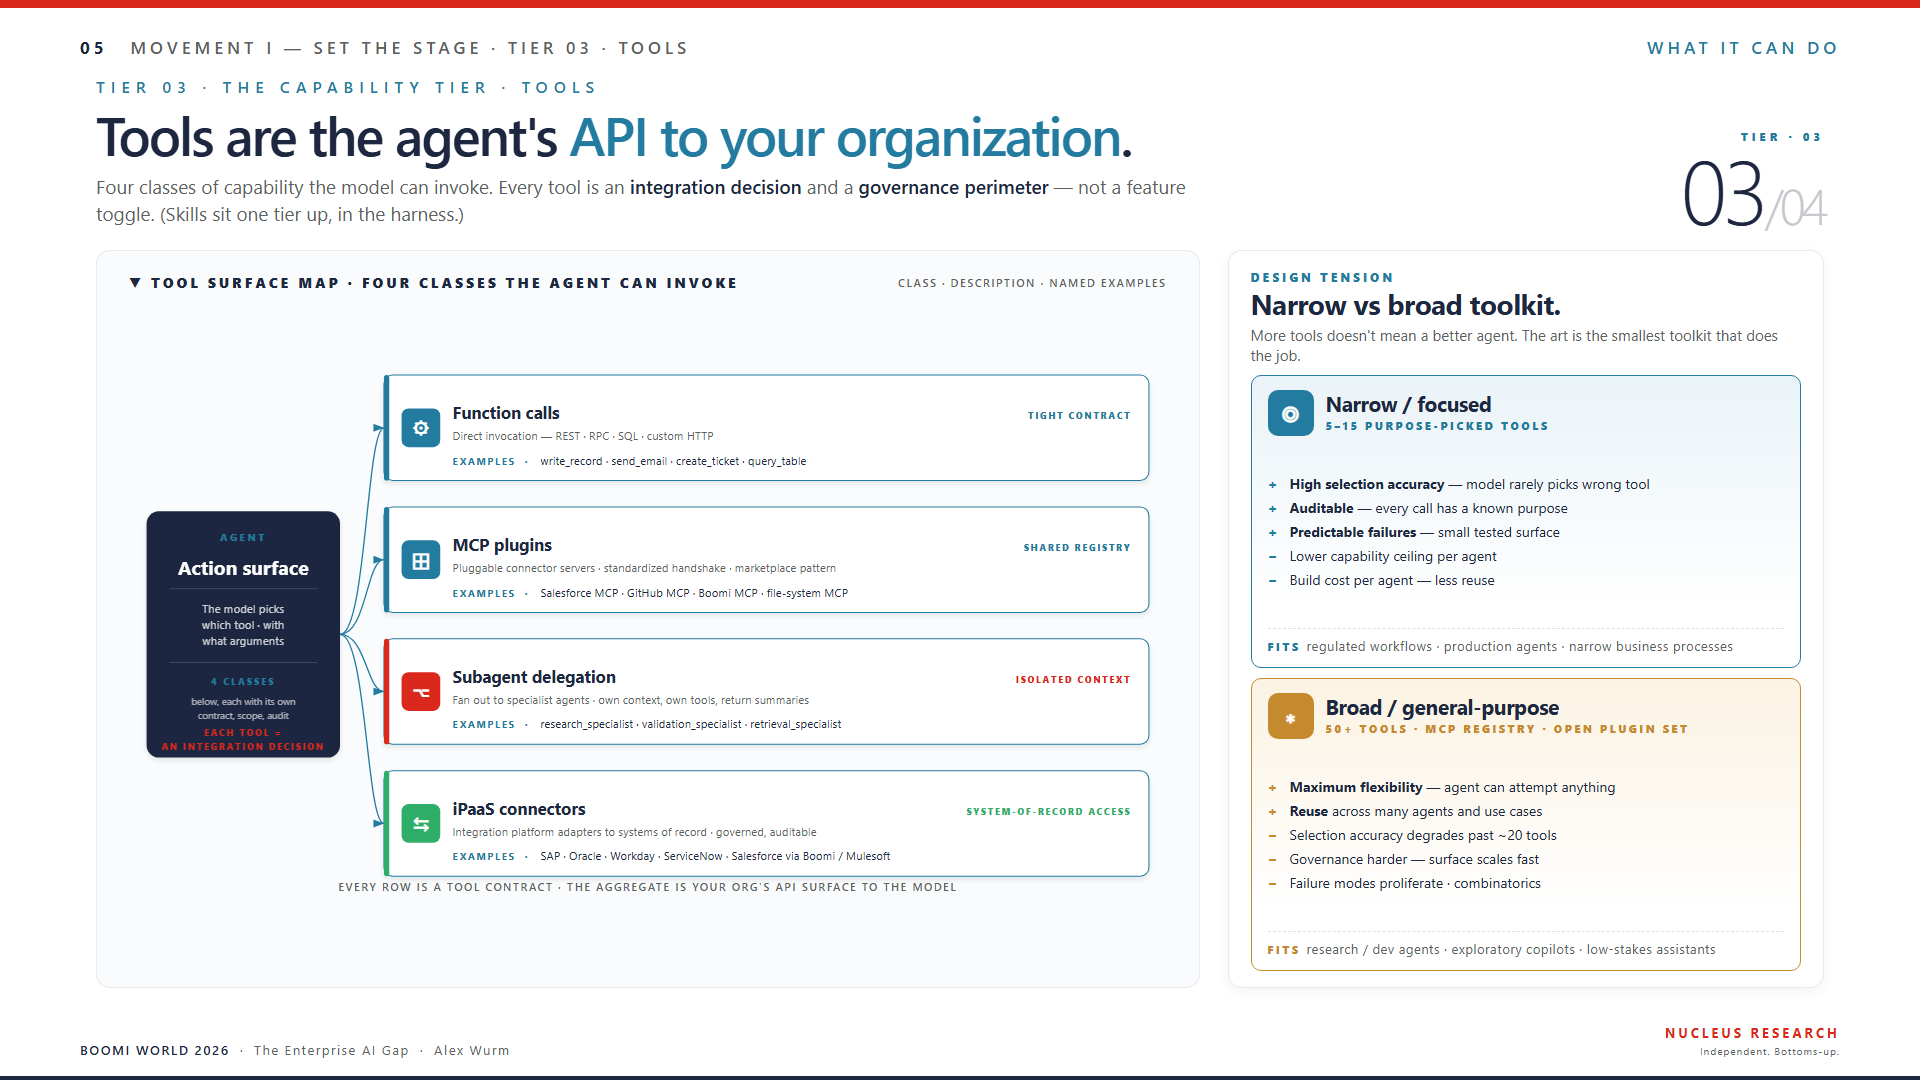 05 MOVEMENT I — SET THE STAGE · TIER 03 · TOOLS
WHAT IT CAN DO
TIER 03 · THE CAPABILITY TIER · TOOLS
Tools are the agent's API to your organization.
Four classes of capability the model can invoke. Every tool is an integration decision and a governance perimeter — not a feature
toggle. (Skills sit one tier up, in the harness.)
TIER · 03
03/04
▼ TOOL SURFACE MAP · FOUR CLASSES THE AGENT CAN INVOKE
CLASS · DESCRIPTION · NAMED EXAMPLES
AGENT
Action surface
The model picks
which tool · with
what arguments
4 CLASSES
below, each with its own
contract, scope, audit
EACH TOOL =
AN INTEGRATION DECISION
Function calls
TIGHT CONTRACT
Direct invocation — REST · RPC · SQL · custom HTTP
EXAMPLES · write_record · send_email · create_ticket · query_table
MCP plugins
SHARED REGISTRY
Pluggable connector servers · standardized handshake · marketplace pattern
EXAMPLES · Salesforce MCP · GitHub MCP · Boomi MCP · file-system MCP
Subagent delegation
ISOLATED CONTEXT
Fan out to specialist agents · own context, own tools, return summaries
EXAMPLES · research_specialist · validation_specialist · retrieval_specialist
iPaaS connectors
SYSTEM-OF-RECORD ACCESS
Integration platform adapters to systems of record · governed, auditable
EXAMPLES · SAP · Oracle · Workday · ServiceNow · Salesforce via Boomi / Mulesoft
EVERY ROW IS A TOOL CONTRACT · THE AGGREGATE IS YOUR ORG'S API SURFACE TO THE MODEL
DESIGN TENSION
Narrow vs broad toolkit.
More tools doesn't mean a better agent. The art is the smallest toolkit that does
the job.
Narrow / focused
5–15 PURPOSE-PICKED TOOLS
+ High selection accuracy — model rarely picks wrong tool
+ Auditable — every call has a known purpose
+ Predictable failures — small tested surface
− Lower capability ceiling per agent
− Build cost per agent — less reuse
FITS regulated workflows · production agents · narrow business processes
Broad / general-purpose
50+ TOOLS · MCP REGISTRY · OPEN PLUGIN SET
+ Maximum flexibility — agent can attempt anything
+ Reuse across many agents and use cases
− Selection accuracy degrades past ~20 tools
− Governance harder — surface scales fast
− Failure modes proliferate · combinatorics
FITS research / dev agents · exploratory copilots · low-stakes assistants
BOOMI WORLD 2026 · The Enterprise AI Gap · Alex Wurm
NUCLEUS RESEARCH
Independent. Bottoms-up.